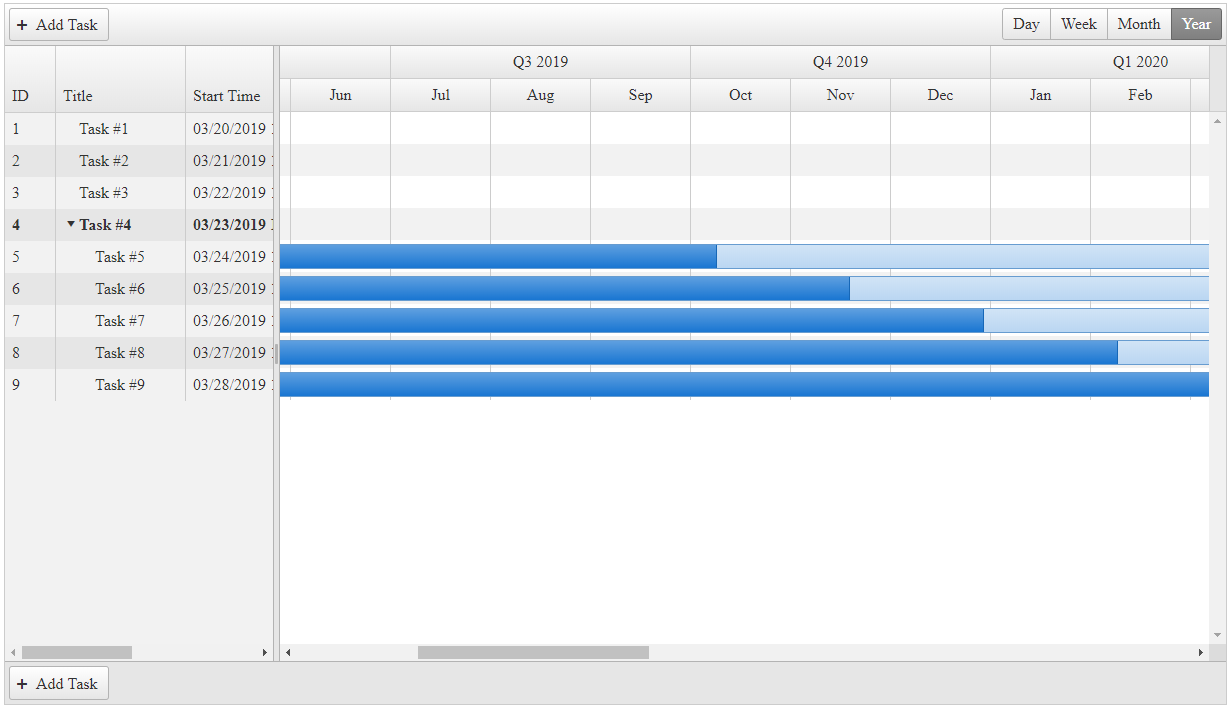 + Add Task Day Week Month Year
Q3 2019 Q4 2019 Q1 2020
ID Title Start Time Jun Jul Aug Sep Oct Nov Dec Jan Feb
1 Task #1 03/20/2019
2 Task #2 03/21/2019
3 Task #3 03/22/2019
4 Task #4 03/23/2019
5 Task #5 03/24/2019
6 Task #6 03/25/2019
7 Task #7 03/26/2019
8 Task #8 03/27/2019
9 Task #9 03/28/2019
+ Add Task